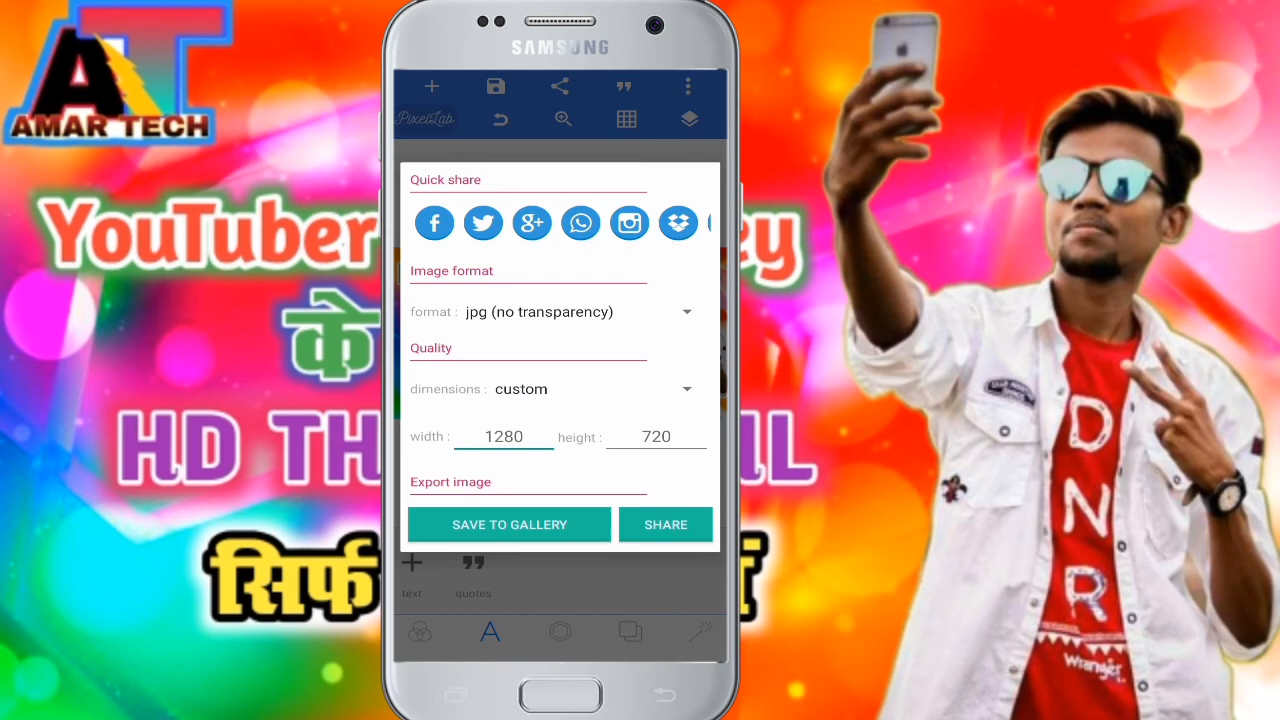 AT
AMAR TECH
SAMSUNG
PixelLab
Quick share
Image format
format : jpg (no transparency)
Quality
dimensions : custom
width : 1280 height : 720
Export image
SAVE TO GALLERY SHARE
text quotes
YouTuber
के
HD TH
सिर्फ
DNR
Wrangler